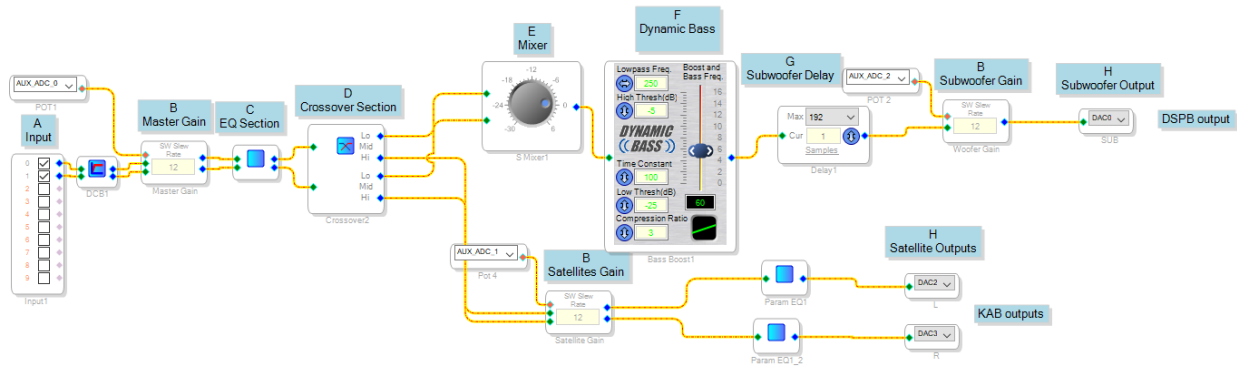 AUX_ADC_0
POT1
A
Input
0
1
2
3
4
5
6
7
8
9
Input1
DCB1
B
Master Gain
SW Slew
Rate
12
Master Gain
C
EQ Section
D
Crossover Section
Lo
Mid
Hi
Lo
Mid
Hi
Crossover2
E
Mixer
-12
-18
-6
-24
0
-30
6
S Mixer1
F
Dynamic Bass
Lowpass Freq.
250
High Thresh(dB)
-5
DYNAMIC
BASS
Time Constant
100
Low Thresh(dB)
-25
Compression Ratio
3
Boost and
Bass Freq.
16
14
12
10
8
6
4
2
0
60
Bass Boost1
G
Subwoofer Delay
Max 192
Cur 1
Samples
Delay1
AUX_ADC_2
POT 2
B
Subwoofer Gain
SW Slew
Rate
12
Woofer Gain
H
Subwoofer Output
DAC0
SUB
DSPB output
AUX_ADC_1
Pot 4
B
Satellites Gain
SW Slew
Rate
12
Satellite Gain
Param EQ1
Param EQ1_2
H
Satellite Outputs
DAC2
L
DAC3
R
KAB outputs